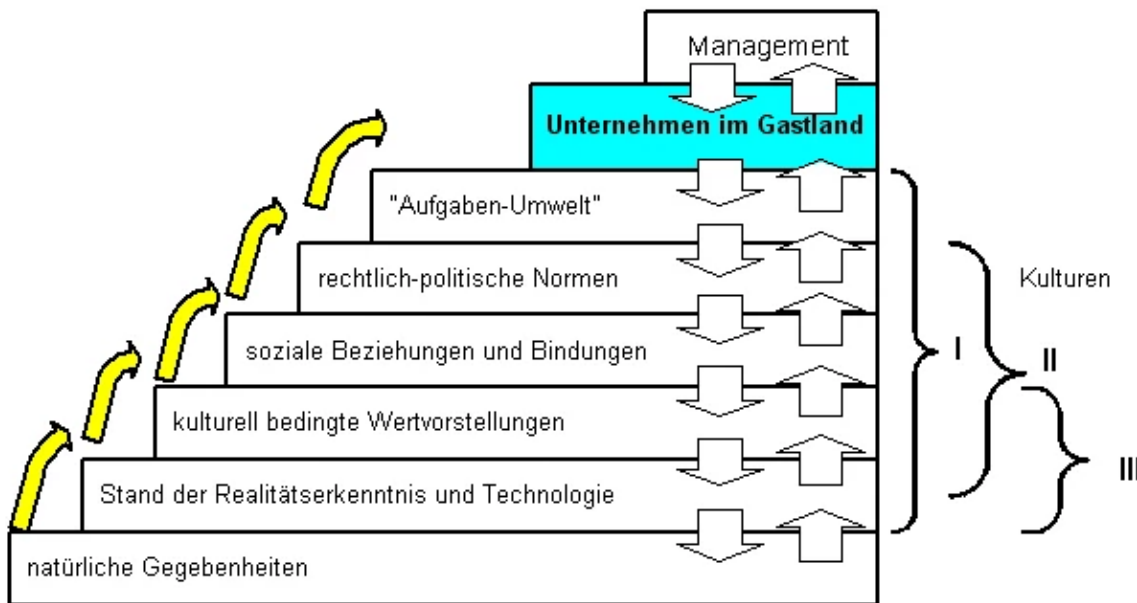 Management
Unternehmen im Gastland
"Aufgaben-Umwelt"
rechtlich-politische Normen
Kulturen
soziale Beziehungen und Bindungen
I
II
kulturell bedingte Wertvorstellungen
III
Stand der Realitätserkenntnis und Technologie
natürliche Gegebenheiten